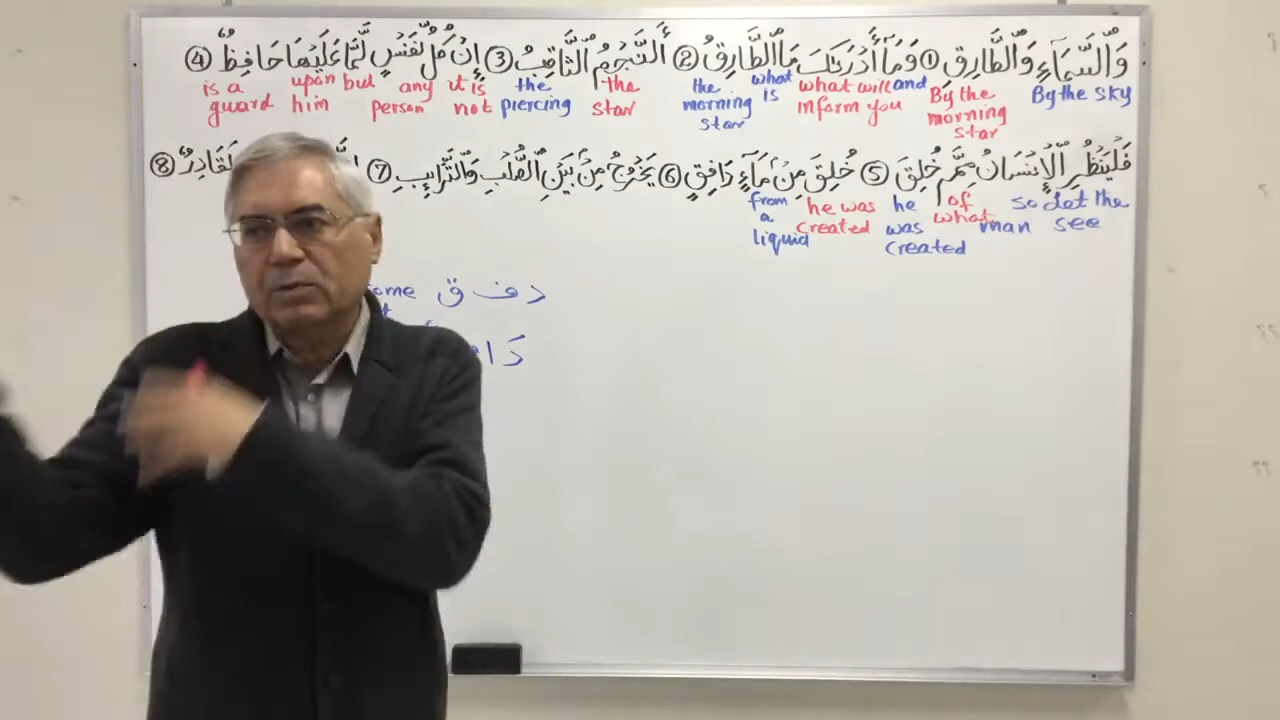 وَٱلسَّمَآءِ وَٱلطَّارِقِ ① وَمَآ أَدْرَىٰكَ مَا ٱلطَّارِقُ ② ٱلنَّجْمُ ٱلثَّاقِبُ ③ إِن كُلُّ نَفْسٍ لَّمَّا عَلَيْهَا حَافِظٌ ④
By the sky By the morning star and what will inform you what is the morning star the star the piercing it is not any person but upon him is a guard
فَلْيَنظُرِ ٱلْإِنسَانُ مِمَّ خُلِقَ ⑤ خُلِقَ مِن مَّآءٍ دَافِقٍ ⑥ يَخْرُجُ مِنۢ بَيْنِ ٱلصُّلْبِ وَٱلتَّرَآئِبِ ⑦ لَقَادِرٌ ⑧
so let the man see of what he was created he was created from a liquid
د ف ق
دَا